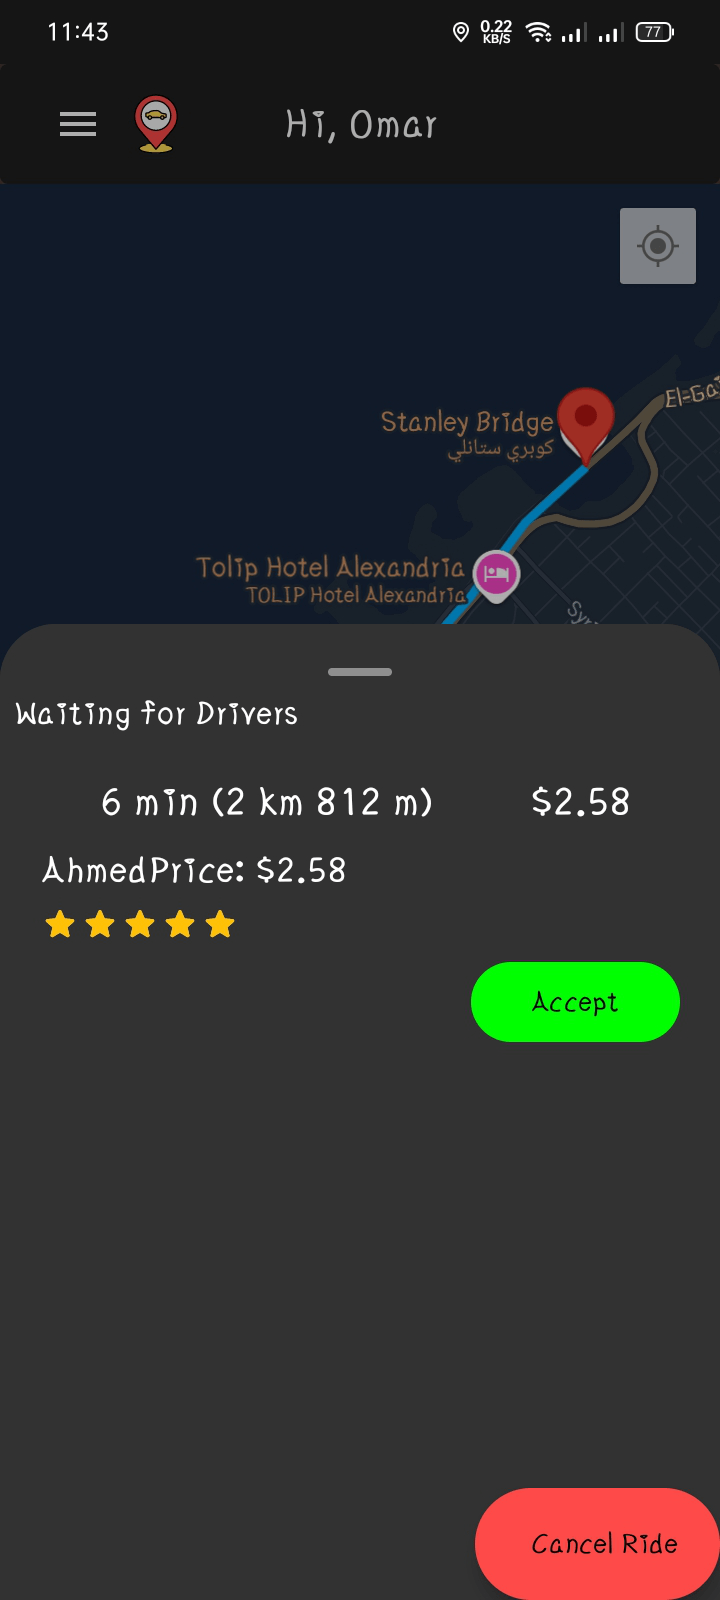 11:43
0.22
KB/S
77
Hi, Omar
El-Ga
Stanley Bridge
كوبري ستانلي
Tolip Hotel Alexandria
TOLIP Hotel Alexandria
Waiting for Drivers
6 min (2 km 812 m) $2.58
AhmedPrice: $2.58
Accept
Cancel Ride